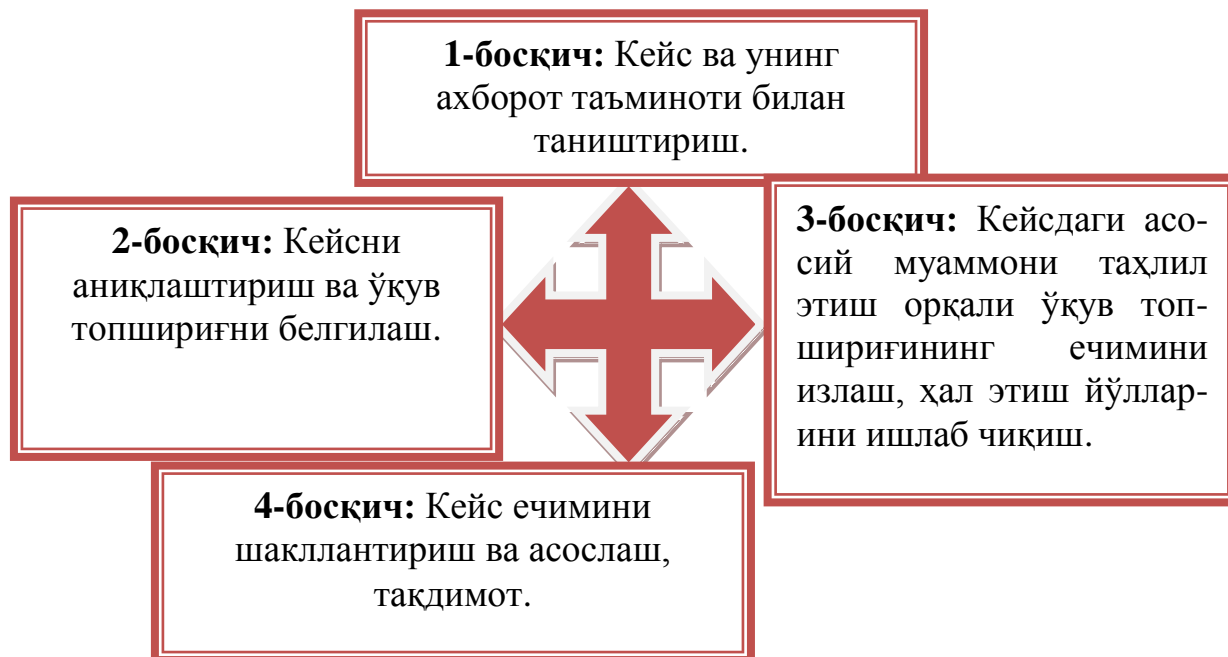 1-босқич: Кейс ва унинг
ахборот таъминоти билан
таништириш.
2-босқич: Кейсни
аниқлаштириш ва ўқув
топшириғни белгилаш.
3-босқич: Кейсдаги асо-
сий муаммони таҳлил
этиш орқали ўқув топ-
шириғининг ечимини
излаш, ҳал этиш йўллар-
ини ишлаб чиқиш.
4-босқич: Кейс ечимини
шакллантириш ва асослаш,
тақдимот.